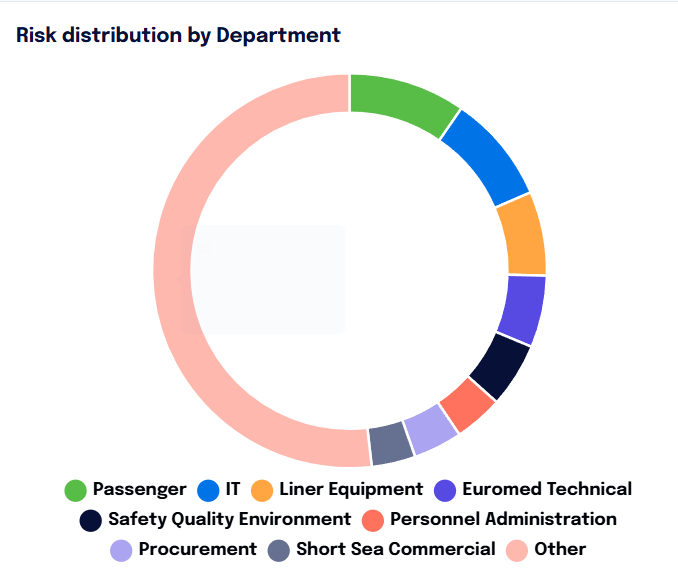 Risk distribution by Department
Passenger IT Liner Equipment Euromed Technical
Safety Quality Environment Personnel Administration
Procurement Short Sea Commercial Other